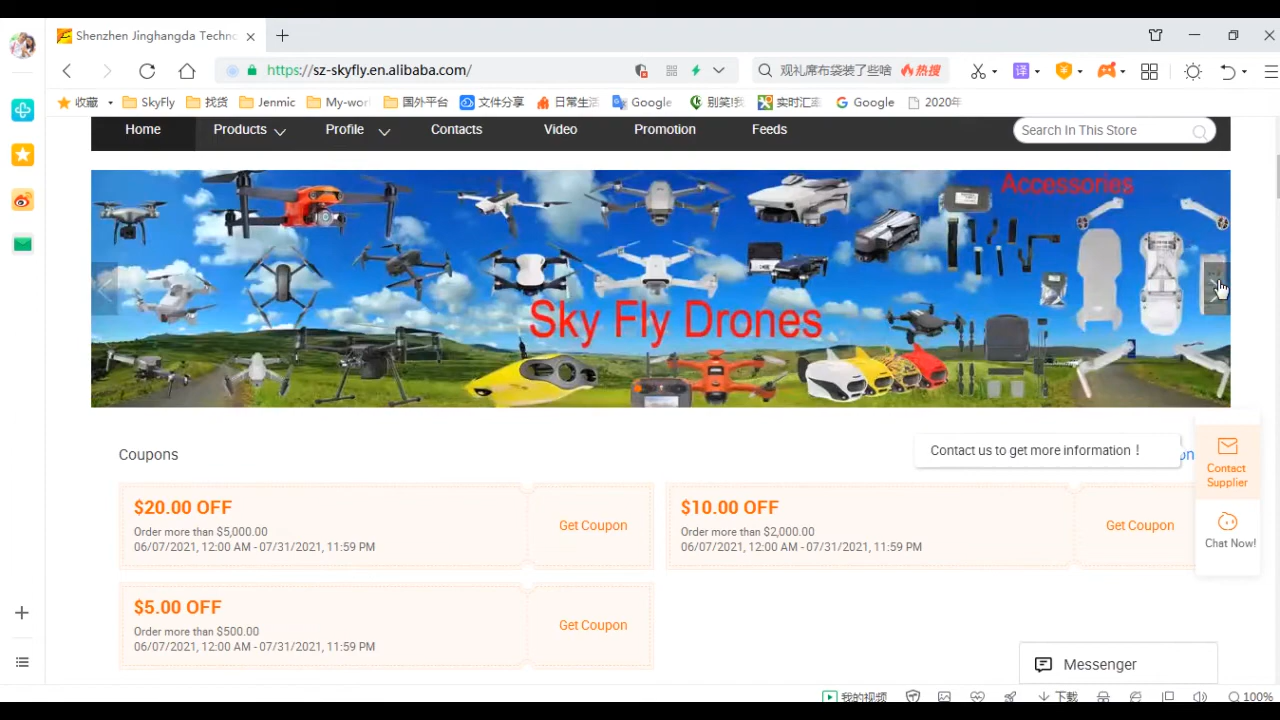 Shenzhen Jinghangda Techno
https://sz-skyfly.en.alibaba.com/
观礼席布袋装了些啥 热搜
译
收藏 SkyFly 找货 Jenmic My-worl 国外平台 文件分享 日常生活 Google 别笑!我 实时汇率 Google 2020年
Home Products Profile Contacts Video Promotion Feeds
Search In This Store
Accessories
Sky Fly Drones
Coupons
Contact us to get more information！
on
Contact
Supplier
$20.00 OFF
Order more than $5,000.00
06/07/2021, 12:00 AM - 07/31/2021, 11:59 PM
Get Coupon
$10.00 OFF
Order more than $2,000.00
06/07/2021, 12:00 AM - 07/31/2021, 11:59 PM
Get Coupon
Chat Now!
$5.00 OFF
Order more than $500.00
06/07/2021, 12:00 AM - 07/31/2021, 11:59 PM
Get Coupon
Messenger
我的视频 下载 100%